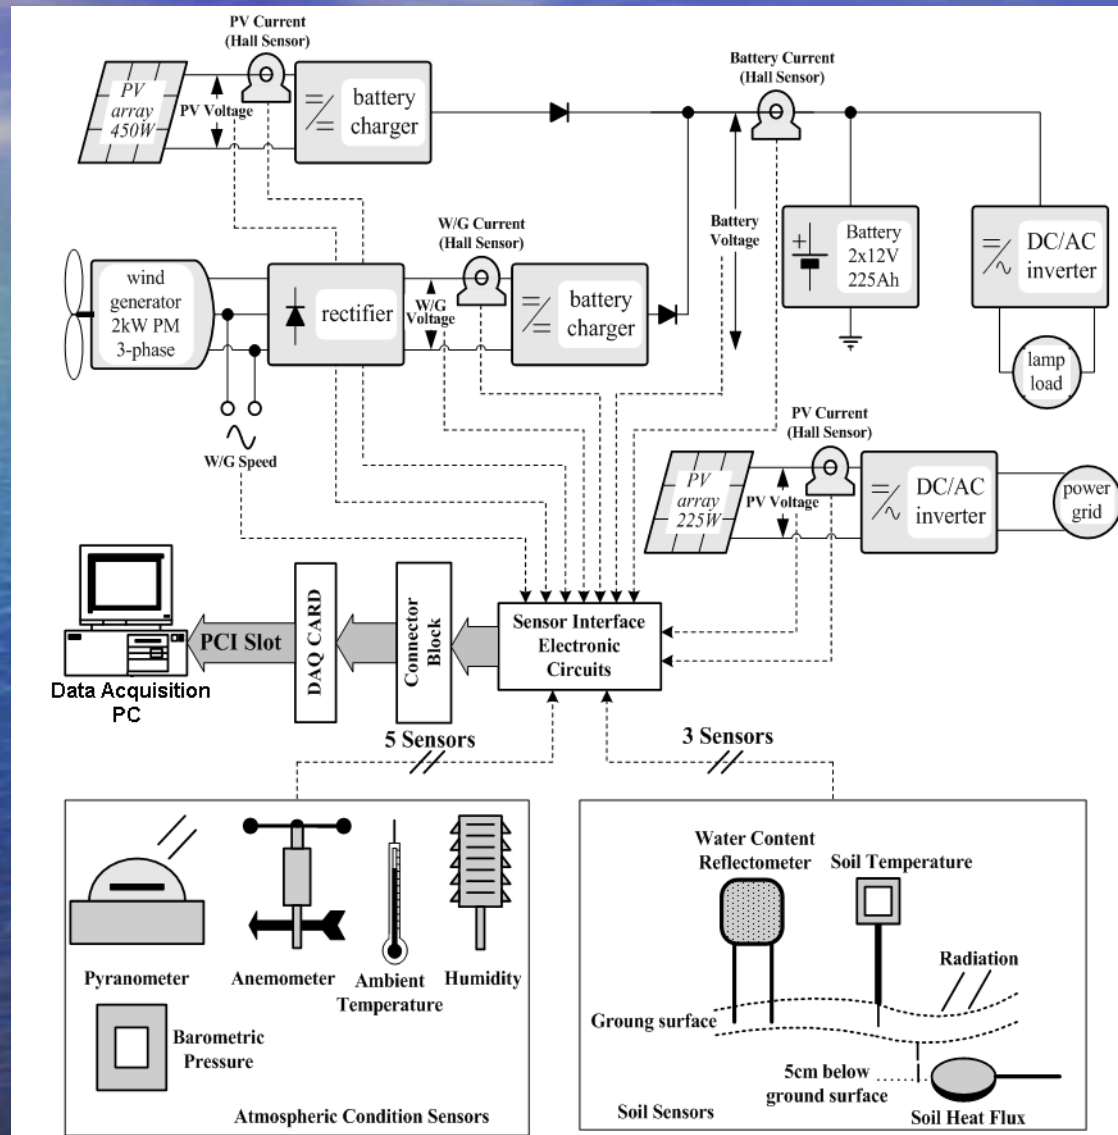 PV Current
(Hall Sensor)
Battery Current
(Hall Sensor)
PV
array
450W
PV Voltage
battery
charger
W/G Current
(Hall Sensor)
Battery
Voltage
Battery
2x12V
225Ah
DC/AC
inverter
wind
generator
2kW PM
3-phase
rectifier
W/G
Voltage
battery
charger
lamp
load
W/G Speed
PV Current
(Hall Sensor)
PV
array
225W
PV Voltage
DC/AC
inverter
power
grid
PCI Slot
DAQ CARD
Connector
Block
Sensor Interface
Electronic
Circuits
Data Acquisition
PC
5 Sensors
3 Sensors
Pyranometer
Anemometer
Ambient
Temperature
Humidity
Barometric
Pressure
Atmospheric Condition Sensors
Water Content
Reflectometer
Soil Temperature
Radiation
Groung surface
5cm below
ground surface
Soil Sensors
Soil Heat Flux